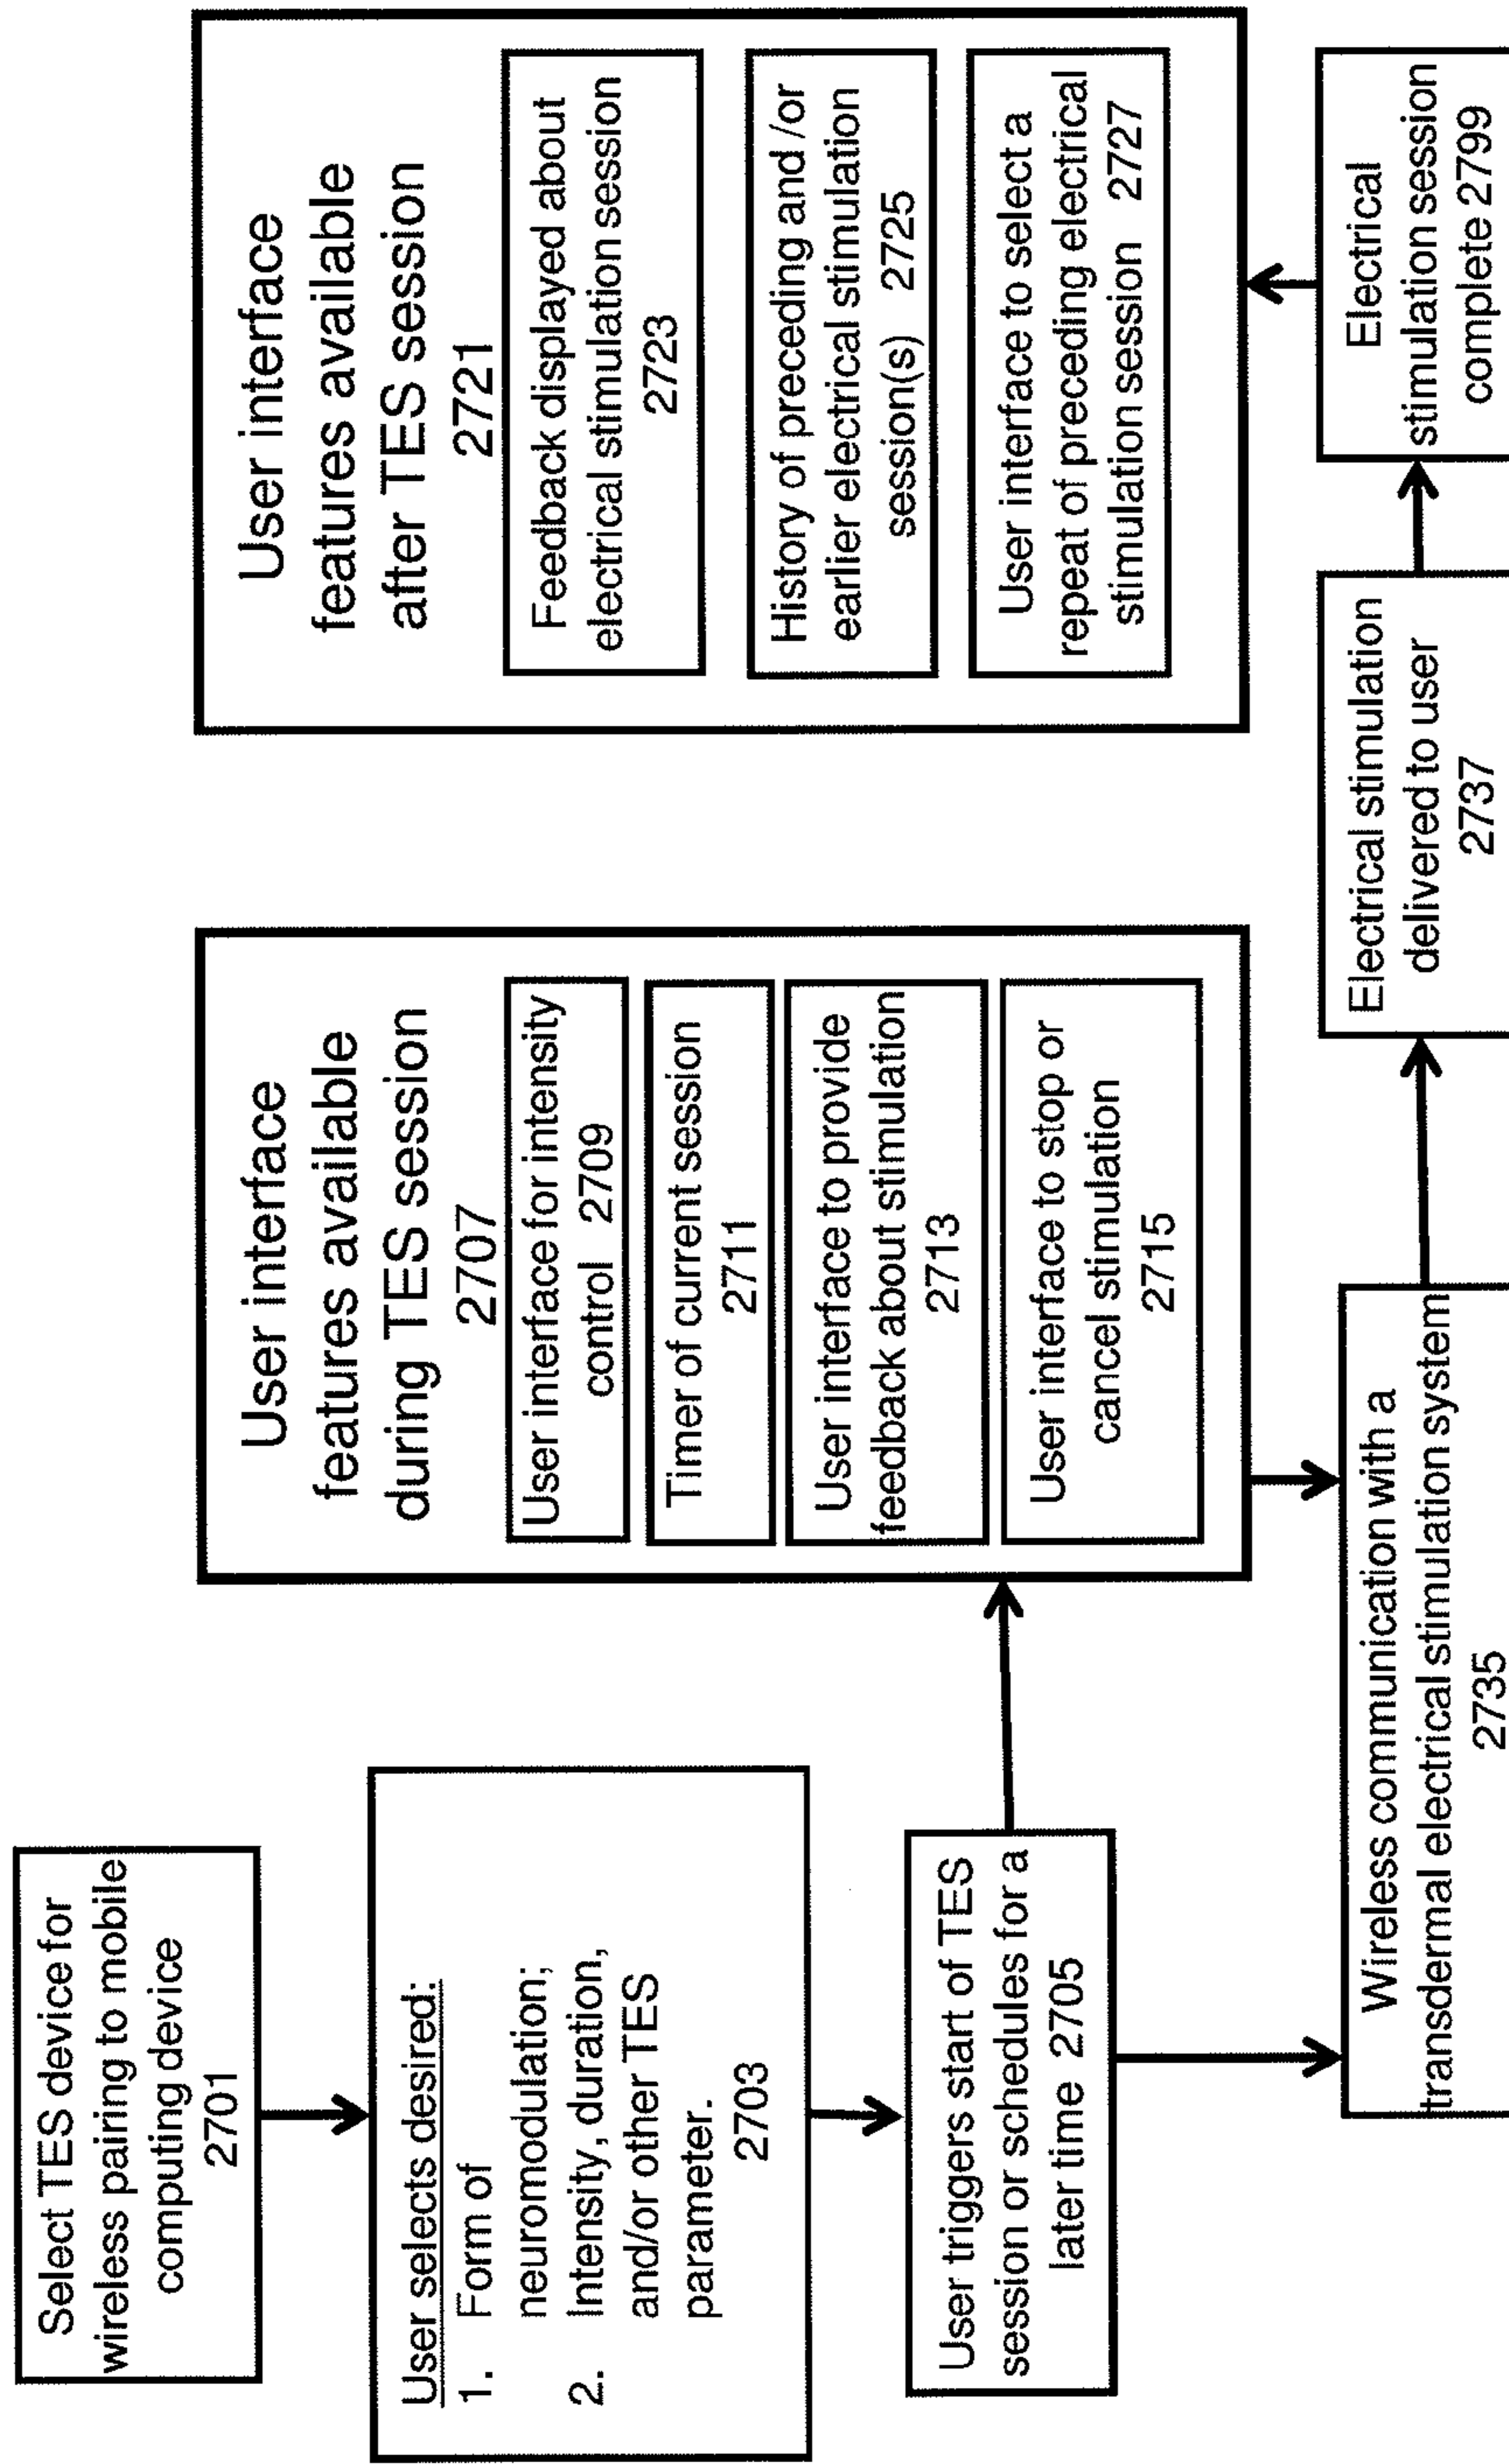 Select TES device for
wireless pairing to mobile
computing device
2701
User selects desired:
1. Form of
neuromodulation;
2. Intensity, duration,
and/or other TES
parameter.
2703
User triggers start of TES
session or schedules for a
later time 2705
User interface
features available
during TES session
2707
User interface for intensity
control 2709
Timer of current session
2711
User interface to provide
feedback about stimulation
2713
User interface to stop or
cancel stimulation
2715
User interface
features available
after TES session
2721
Feedback displayed about
electrical stimulation session
2723
History of preceding and /or
earlier electrical stimulation
session(s) 2725
User interface to select a
repeat of preceding electrical
stimulation session 2727
Wireless communication with a
transdermal electrical stimulation system
2735
Electrical stimulation
delivered to user
2737
Electrical
stimulation session
complete 2799